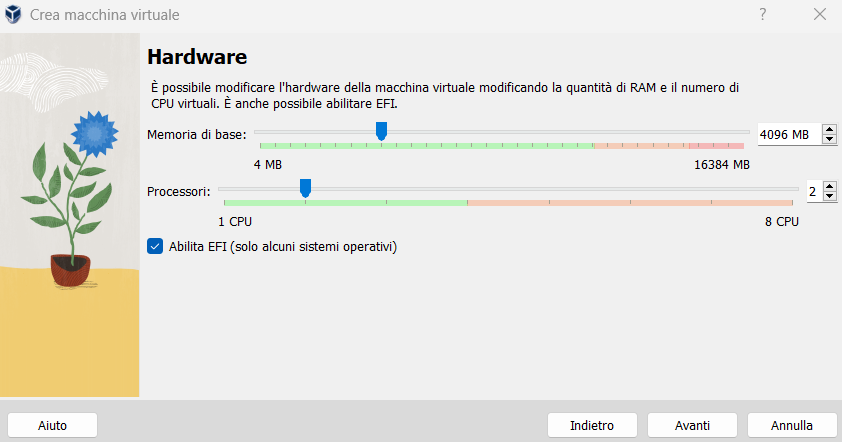 Crea macchina virtuale
?
Hardware
È possibile modificare l'hardware della macchina virtuale modificando la quantità di RAM e il numero di
CPU virtuali. È anche possibile abilitare EFI.
Memoria di base: 4096 MB
4 MB 16384 MB
Processori: 2
1 CPU 8 CPU
Abilita EFI (solo alcuni sistemi operativi)
Aiuto Indietro Avanti Annulla